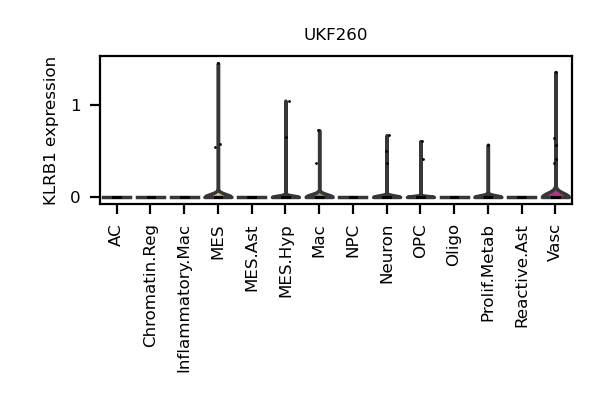 UKF260
KLRB1 expression
1
0
AC
Chromatin.Reg
Inflammatory.Mac
MES
MES.Ast
MES.Hyp
Mac
NPC
Neuron
OPC
Oligo
Prolif.Metab
Reactive.Ast
Vasc